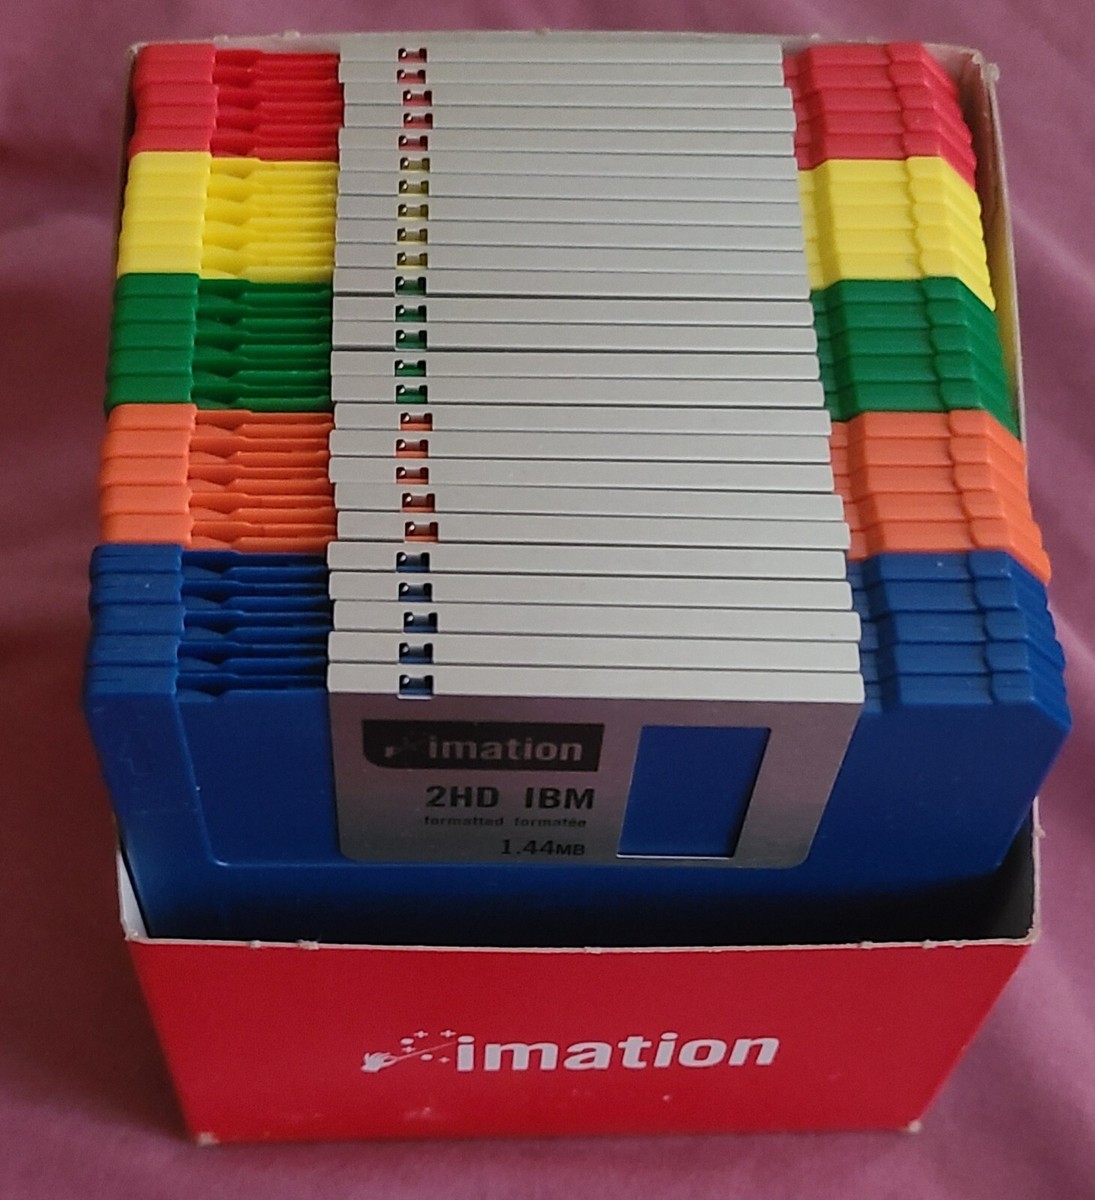 imation
2HD IBM
formatted formatée
1.44MB
imation